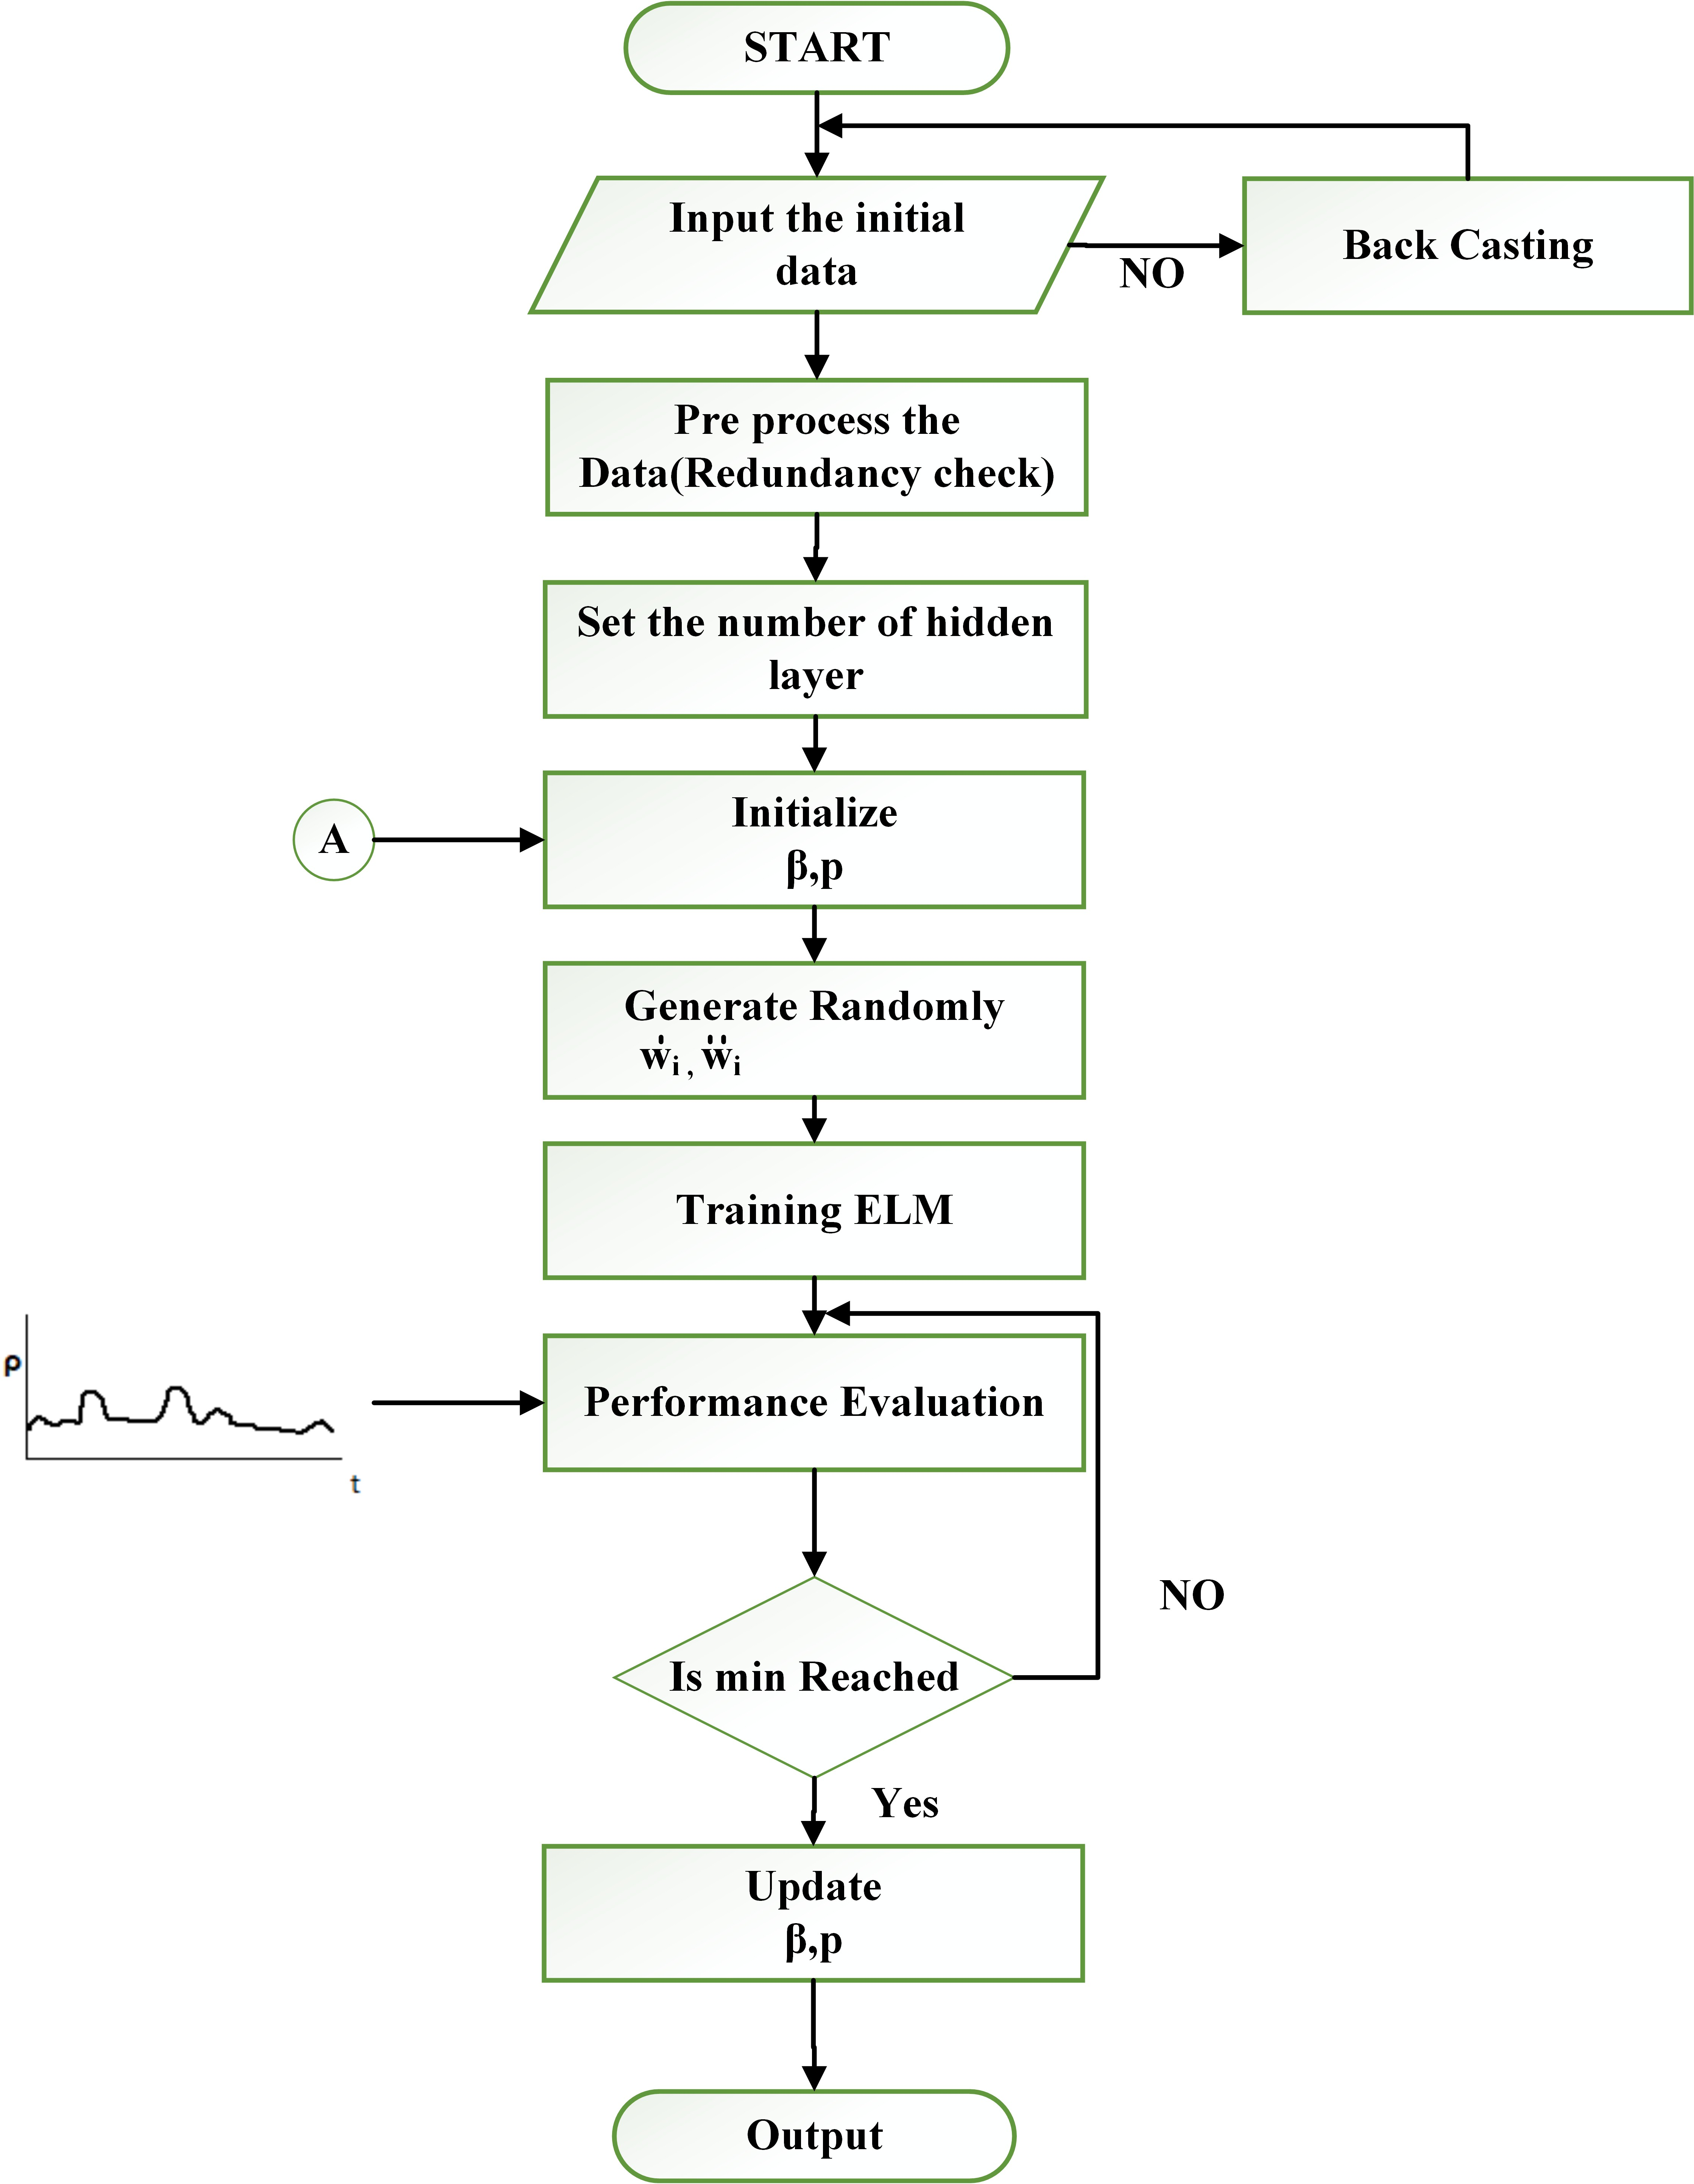 START
Input the initial
data
NO
Back Casting
Pre process the
Data(Redundancy check)
Set the number of hidden
layer
A
Initialize
β,p
Generate Randomly
ẇi , ẅi
Training ELM
ρ
t
Performance Evaluation
NO
Is min Reached
Yes
Update
β,p
Output